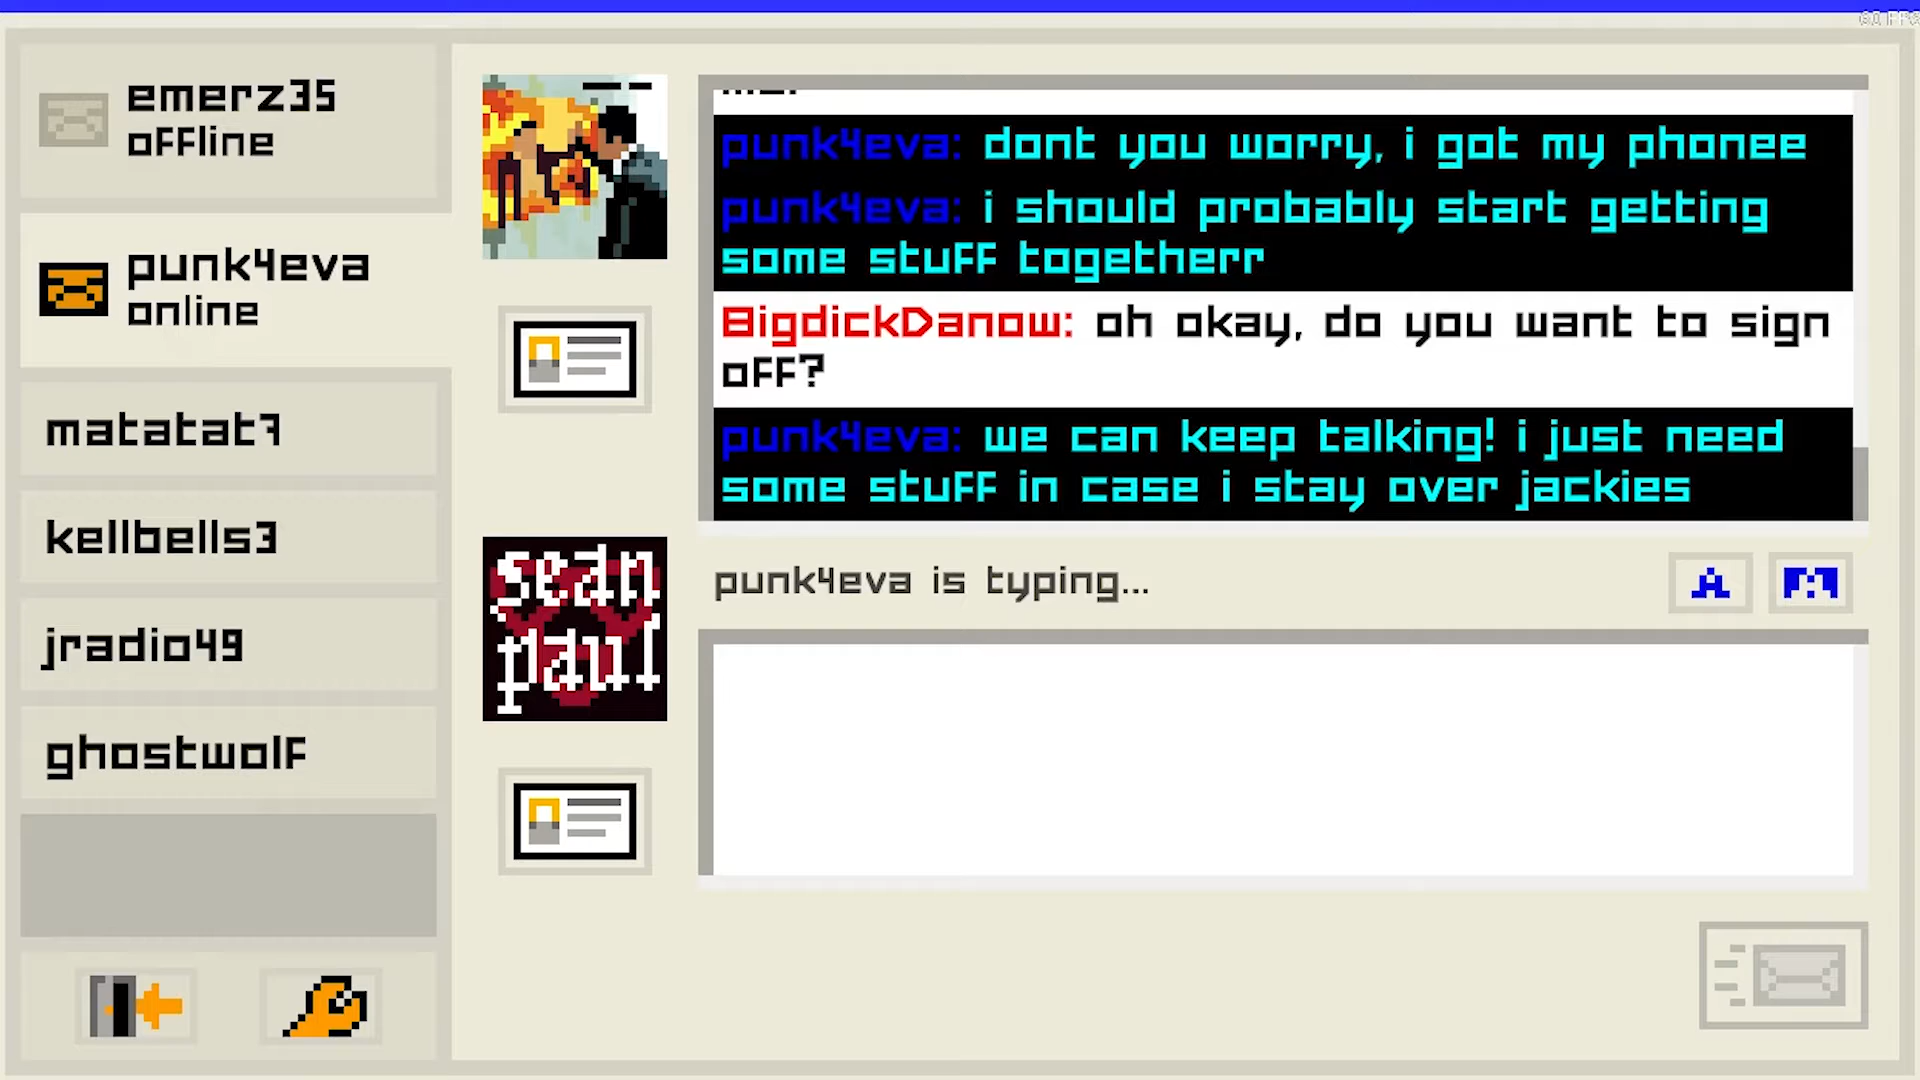 60 FPS
emerz35
offline
punk4eva
online
matatat7
kellbells3
jradio49
ghostwolf
punk4eva: dont you worry, i got my phonee
punk4eva: i should probably start getting
some stuff togetherr
BigdickDanow: oh okay, do you want to sign
off?
punk4eva: we can keep talking! i just need
some stuff in case i stay over jackies
sean
paul
punk4eva is typing...
A